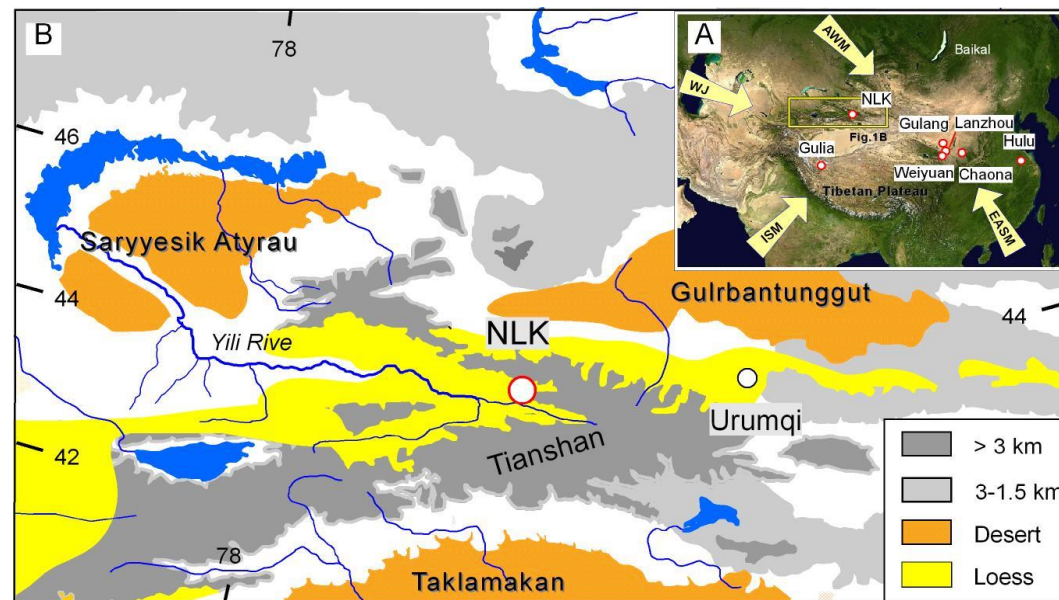 B
78
46
Saryyesik Atyrau
44
Yili Rive
NLK
Gulrbantunggut
44
Urumqi
Tianshan
42
78
Taklamakan
A
AWM
Baikal
WJ
NLK
Fig.1B
Gulang
Lanzhou
Hulu
Gulia
Weiyuan
Chaona
Tibetan Plateau
ISM
EASM
> 3 km
3-1.5 km
Desert
Loess